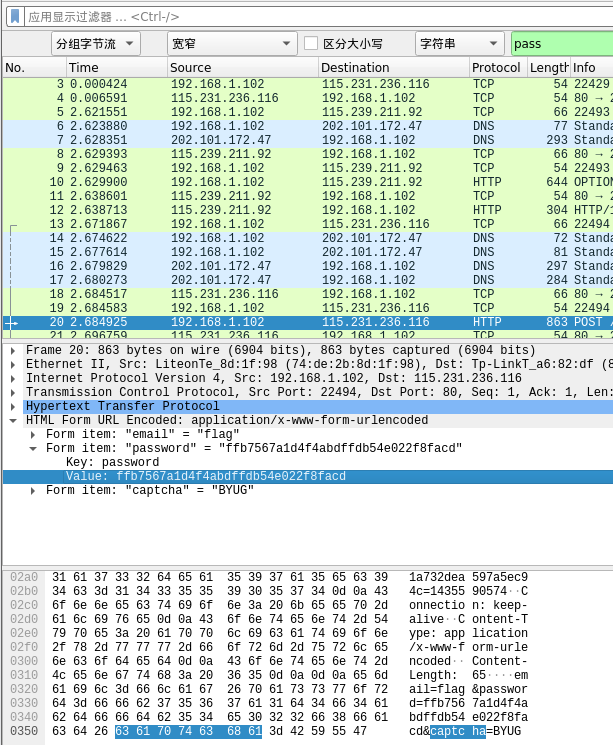 应用显示过滤器 … <Ctrl-/>
分组字节流 宽窄 区分大小写 字符串 pass
No. Time Source Destination Protocol Length Info
3 0.000424 192.168.1.102 115.231.236.116 TCP 54 22429
4 0.006591 115.231.236.116 192.168.1.102 TCP 54 80 → 2
5 2.621551 192.168.1.102 115.239.211.92 TCP 66 22493
6 2.623880 192.168.1.102 202.101.172.47 DNS 77 Standa
7 2.628351 202.101.172.47 192.168.1.102 DNS 293 Standa
8 2.629393 115.239.211.92 192.168.1.102 TCP 66 80 → 2
9 2.629463 192.168.1.102 115.239.211.92 TCP 54 22493
10 2.629900 192.168.1.102 115.239.211.92 HTTP 644 OPTION
11 2.638601 115.239.211.92 192.168.1.102 TCP 54 80 → 2
12 2.638713 115.239.211.92 192.168.1.102 HTTP 304 HTTP/1
13 2.671867 192.168.1.102 115.231.236.116 TCP 66 22494
14 2.674622 192.168.1.102 202.101.172.47 DNS 72 Standa
15 2.677614 192.168.1.102 202.101.172.47 DNS 81 Standa
16 2.679829 202.101.172.47 192.168.1.102 DNS 297 Standa
17 2.680273 202.101.172.47 192.168.1.102 DNS 284 Standa
18 2.684517 115.231.236.116 192.168.1.102 TCP 66 80 → 2
19 2.684583 192.168.1.102 115.231.236.116 TCP 54 22494
20 2.684925 192.168.1.102 115.231.236.116 HTTP 863 POST /
21 2.696759 115.231.236.116 192.168.1.102 TCP 54 80 → 2
Frame 20: 863 bytes on wire (6904 bits), 863 bytes captured (6904 bits)
Ethernet II, Src: LiteonTe_8d:1f:98 (74:de:2b:8d:1f:98), Dst: Tp-LinkT_a6:82:df (8
Internet Protocol Version 4, Src: 192.168.1.102, Dst: 115.231.236.116
Transmission Control Protocol, Src Port: 22494, Dst Port: 80, Seq: 1, Ack: 1, Len:
Hypertext Transfer Protocol
HTML Form URL Encoded: application/x-www-form-urlencoded
Form item: "email" = "flag"
Form item: "password" = "ffb7567a1d4f4abdffdb54e022f8facd"
Key: password
Value: ffb7567a1d4f4abdffdb54e022f8facd
Form item: "captcha" = "BYUG"
02a0 31 61 37 33 32 64 65 61 35 39 37 61 35 65 63 39 1a732dea 597a5ec9
02b0 34 63 3d 31 34 33 35 35 39 30 35 37 34 0d 0a 43 4c=14355 90574··C
02c0 6f 6e 6e 65 63 74 69 6f 6e 3a 20 6b 65 65 70 2d onnectio n: keep-
02d0 61 6c 69 76 65 0d 0a 43 6f 6e 74 65 6e 74 2d 54 alive··C ontent-T
02e0 79 70 65 3a 20 61 70 70 6c 69 63 61 74 69 6f 6e ype: app lication
02f0 2f 78 2d 77 77 77 2d 66 6f 72 6d 2d 75 72 6c 65 /x-www-f orm-urle
0300 6e 63 6f 64 65 64 0d 0a 43 6f 6e 74 65 6e 74 2d ncoded·· Content-
0310 4c 65 6e 67 74 68 3a 20 36 35 0d 0a 0d 0a 65 6d Length: 65····em
0320 61 69 6c 3d 66 6c 61 67 26 70 61 73 73 77 6f 72 ail=flag &passwor
0330 64 3d 66 66 62 37 35 36 37 61 31 64 34 66 34 61 d=ffb756 7a1d4f4a
0340 62 64 66 66 64 62 35 34 65 30 32 32 66 38 66 61 bdffdb54 e022f8fa
0350 63 64 26 63 61 70 74 63 68 61 3d 42 59 55 47 cd&captc ha=BYUG